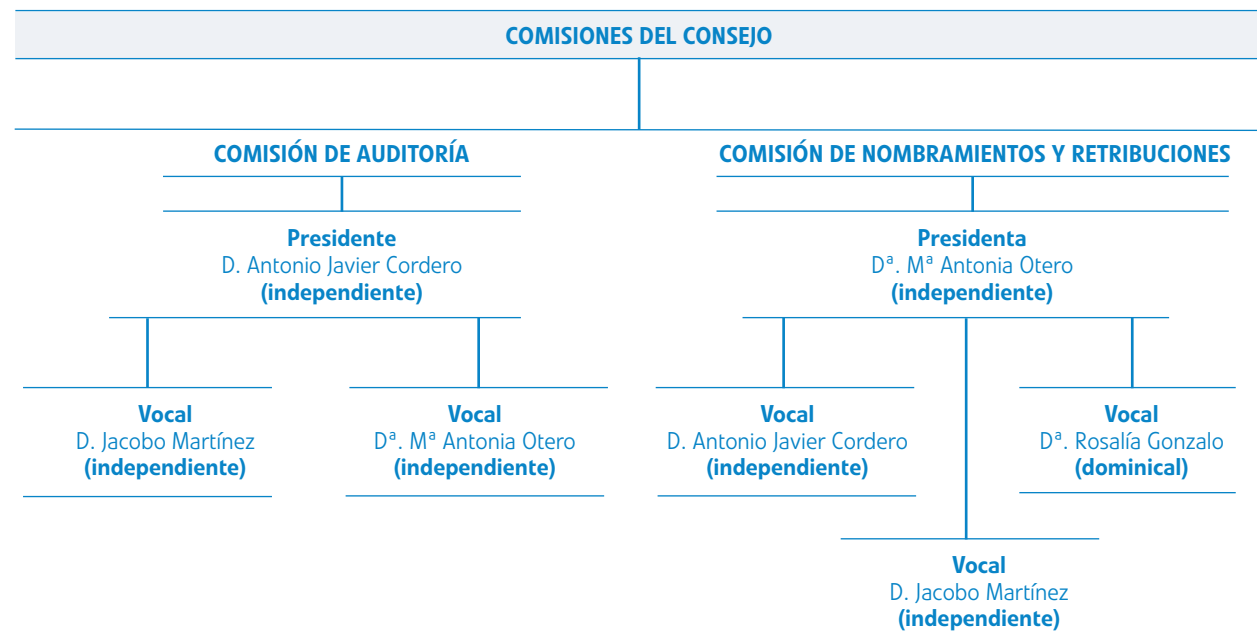 COMISIONES DEL CONSEJO
COMISIÓN DE AUDITORÍA
Presidente
D. Antonio Javier Cordero
(independiente)
Vocal
D. Jacobo Martínez
(independiente)
Vocal
Dª. Mª Antonia Otero
(independiente)
COMISIÓN DE NOMBRAMIENTOS Y RETRIBUCIONES
Presidenta
Dª. Mª Antonia Otero
(independiente)
Vocal
D. Antonio Javier Cordero
(independiente)
Vocal
Dª. Rosalía Gonzalo
(dominical)
Vocal
D. Jacobo Martínez
(independiente)